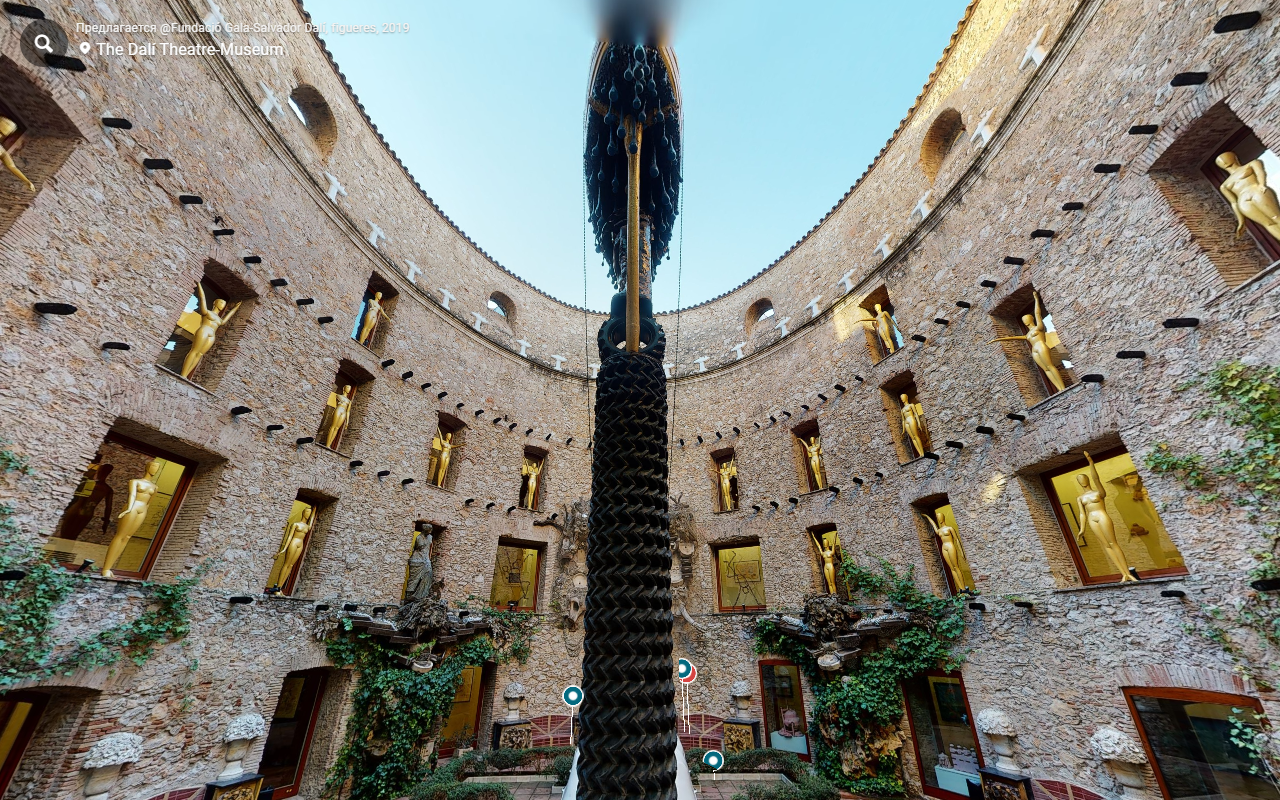 Предлагается @Fundació Gala-Salvador Dalí, figueres, 2019
The Dalí Theatre-Museum